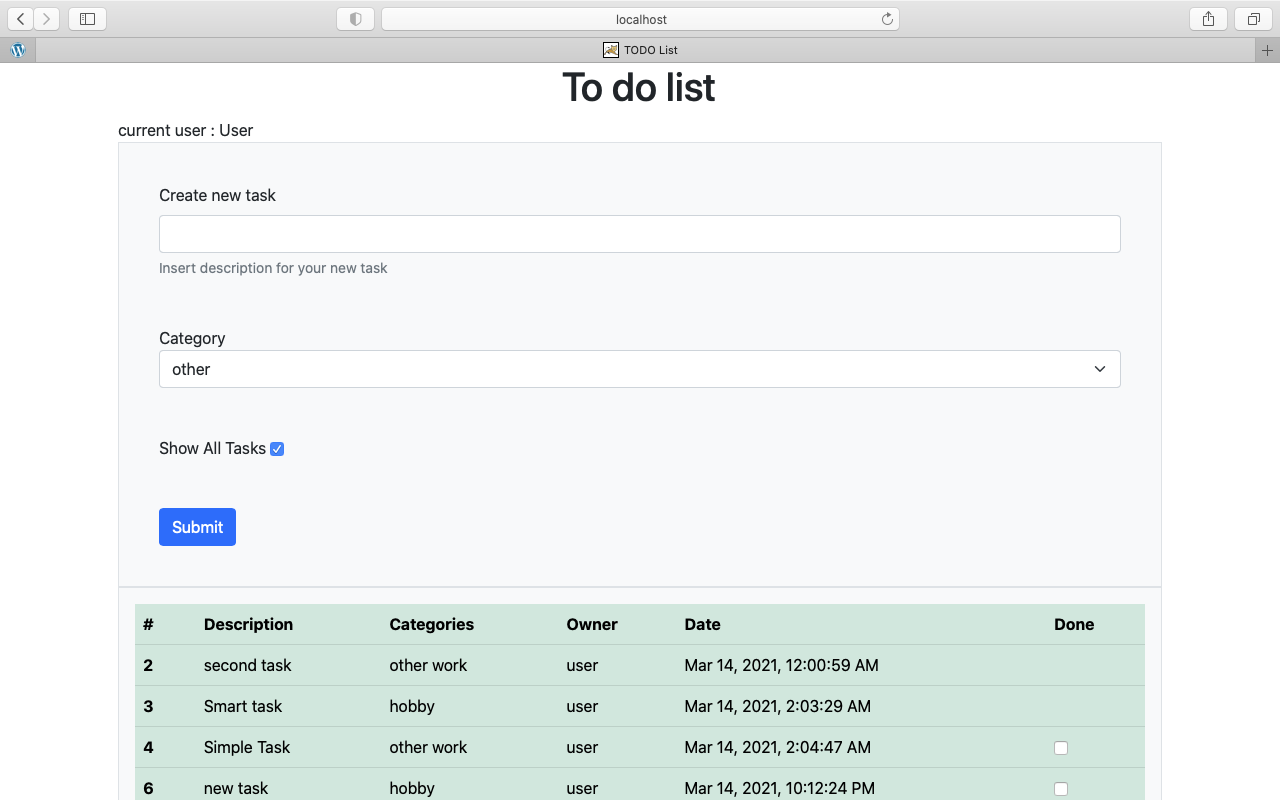 localhost
TODO List
To do list
current user : User
Create new task
Insert description for your new task
Category
other
Show All Tasks
Submit
# Description Categories Owner Date Done
2 second task other work user Mar 14, 2021, 12:00:59 AM
3 Smart task hobby user Mar 14, 2021, 2:03:29 AM
4 Simple Task other work user Mar 14, 2021, 2:04:47 AM
6 new task hobby user Mar 14, 2021, 10:12:24 PM